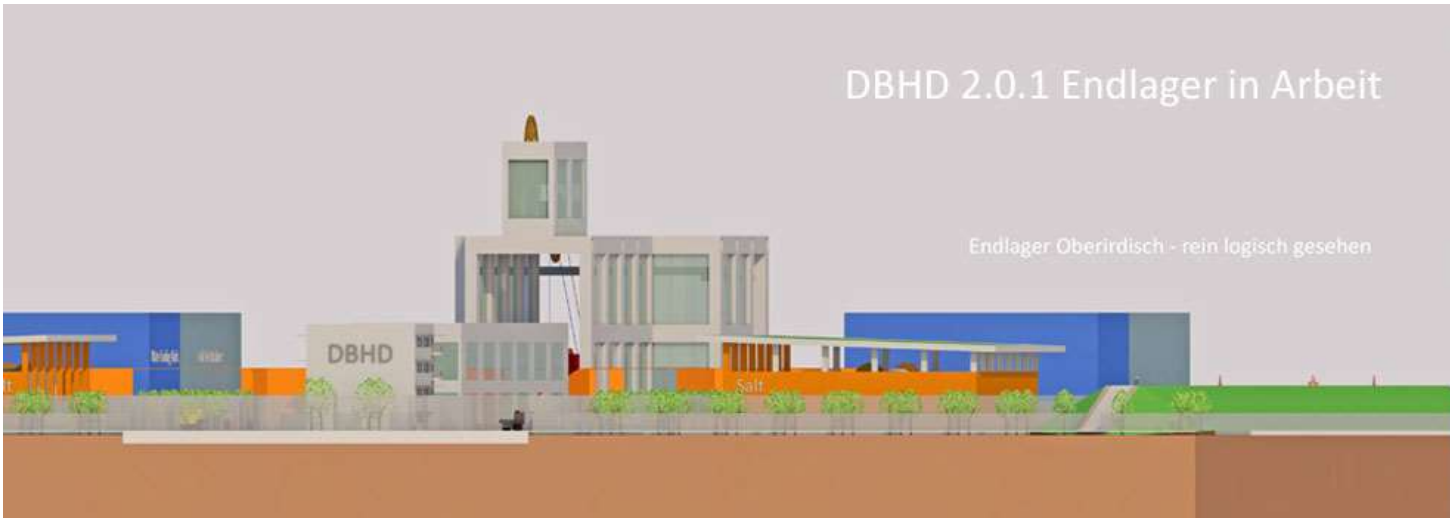 DBHD 2.0.1 Endlager in Arbeit
Endlager Oberirdisch - rein logisch gesehen
DBHD
Salt